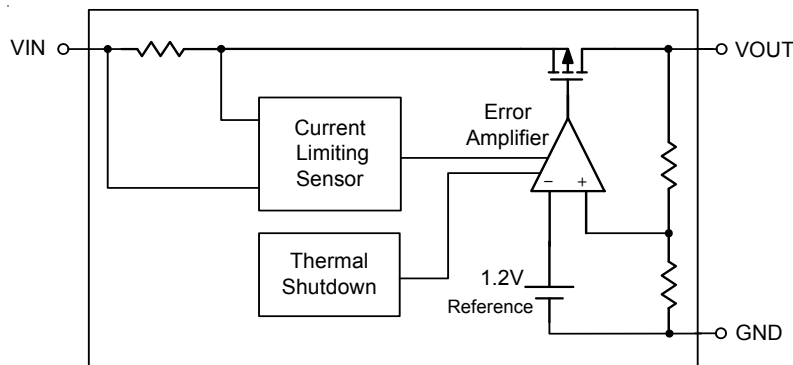 VIN
VOUT
Error
Amplifier
Current
Limiting
Sensor
− +
Thermal
Shutdown
1.2V
Reference
GND